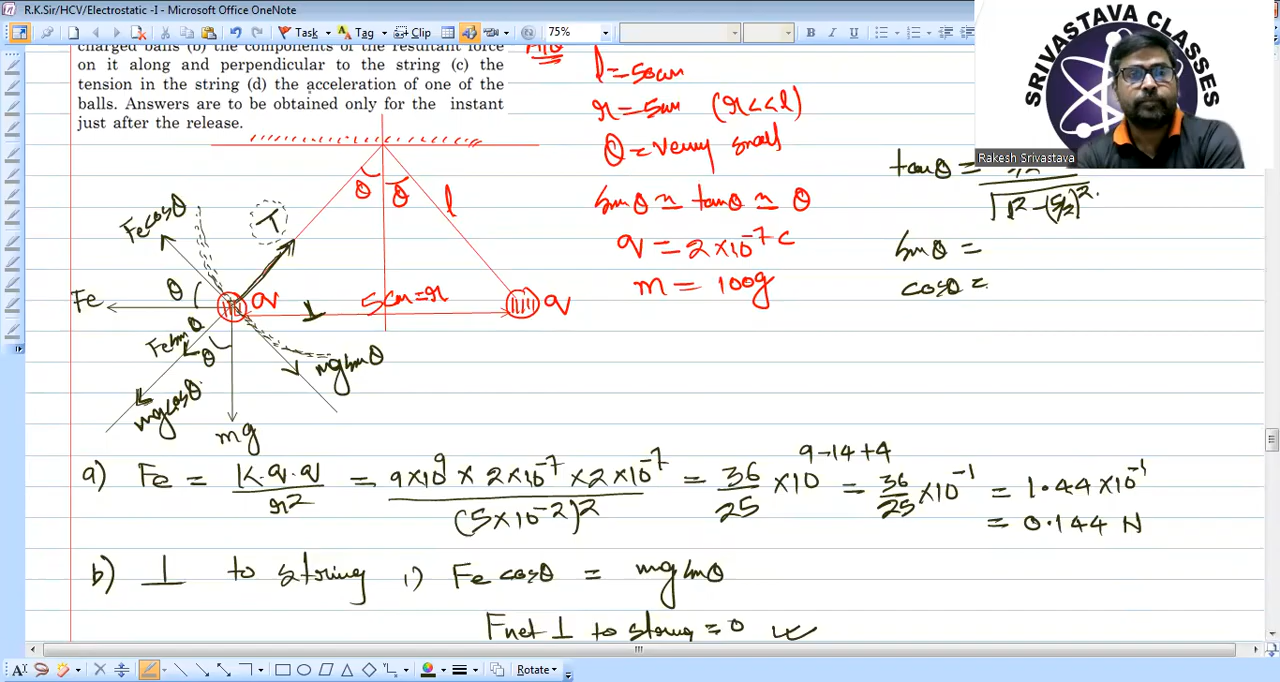 R.K.Sir/HCV/Electrostatic -I - Microsoft Office OneNote
Task
Tag
Clip
75%
B I U
charged balls (b) the components of the resultant force
on it along and perpendicular to the string (c) the
tension in the string (d) the acceleration of one of the
balls. Answers are to be obtained only for the instant
just after the release.
l = 50cm
r = 5cm (r << l)
θ = verry small
sinθ ≃ tanθ ≃ θ
q = 2×10⁻⁷ C
m = 100g
SRIVASTAVA CLASSES
Rakesh Srivastava
tanθ =
√l² - (5/2)²
sinθ =
cosθ =
θ θ
l
T
Fe cosθ
θ
Fe
q
5cm = r
q
⊥
Fe sinθ
θ
mg cosθ
mg sinθ
mg
a) Fe = K.q.q / r² = 9×10⁹ × 2×10⁻⁷ × 2×10⁻⁷ / (5×10⁻²)² = 36/25 ×10^(9-14+4) = 36/25 ×10⁻¹ = 1.44×10⁻¹
= 0.144 N
b) ⊥ to string 1) Fe cosθ = mg sinθ
Fnet ⊥ to string = 0
A
Rotate